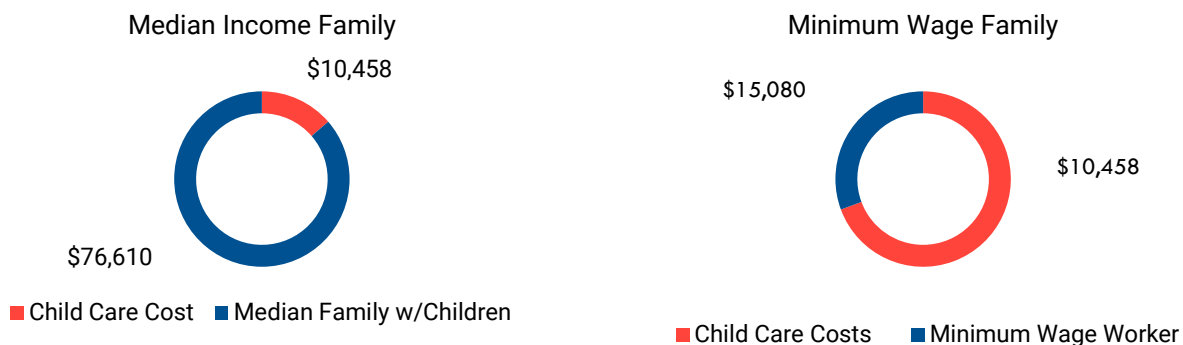 Median Income Family
$10,458
$76,610
Child Care Cost
Median Family w/Children
Minimum Wage Family
$15,080
$10,458
Child Care Costs
Minimum Wage Worker